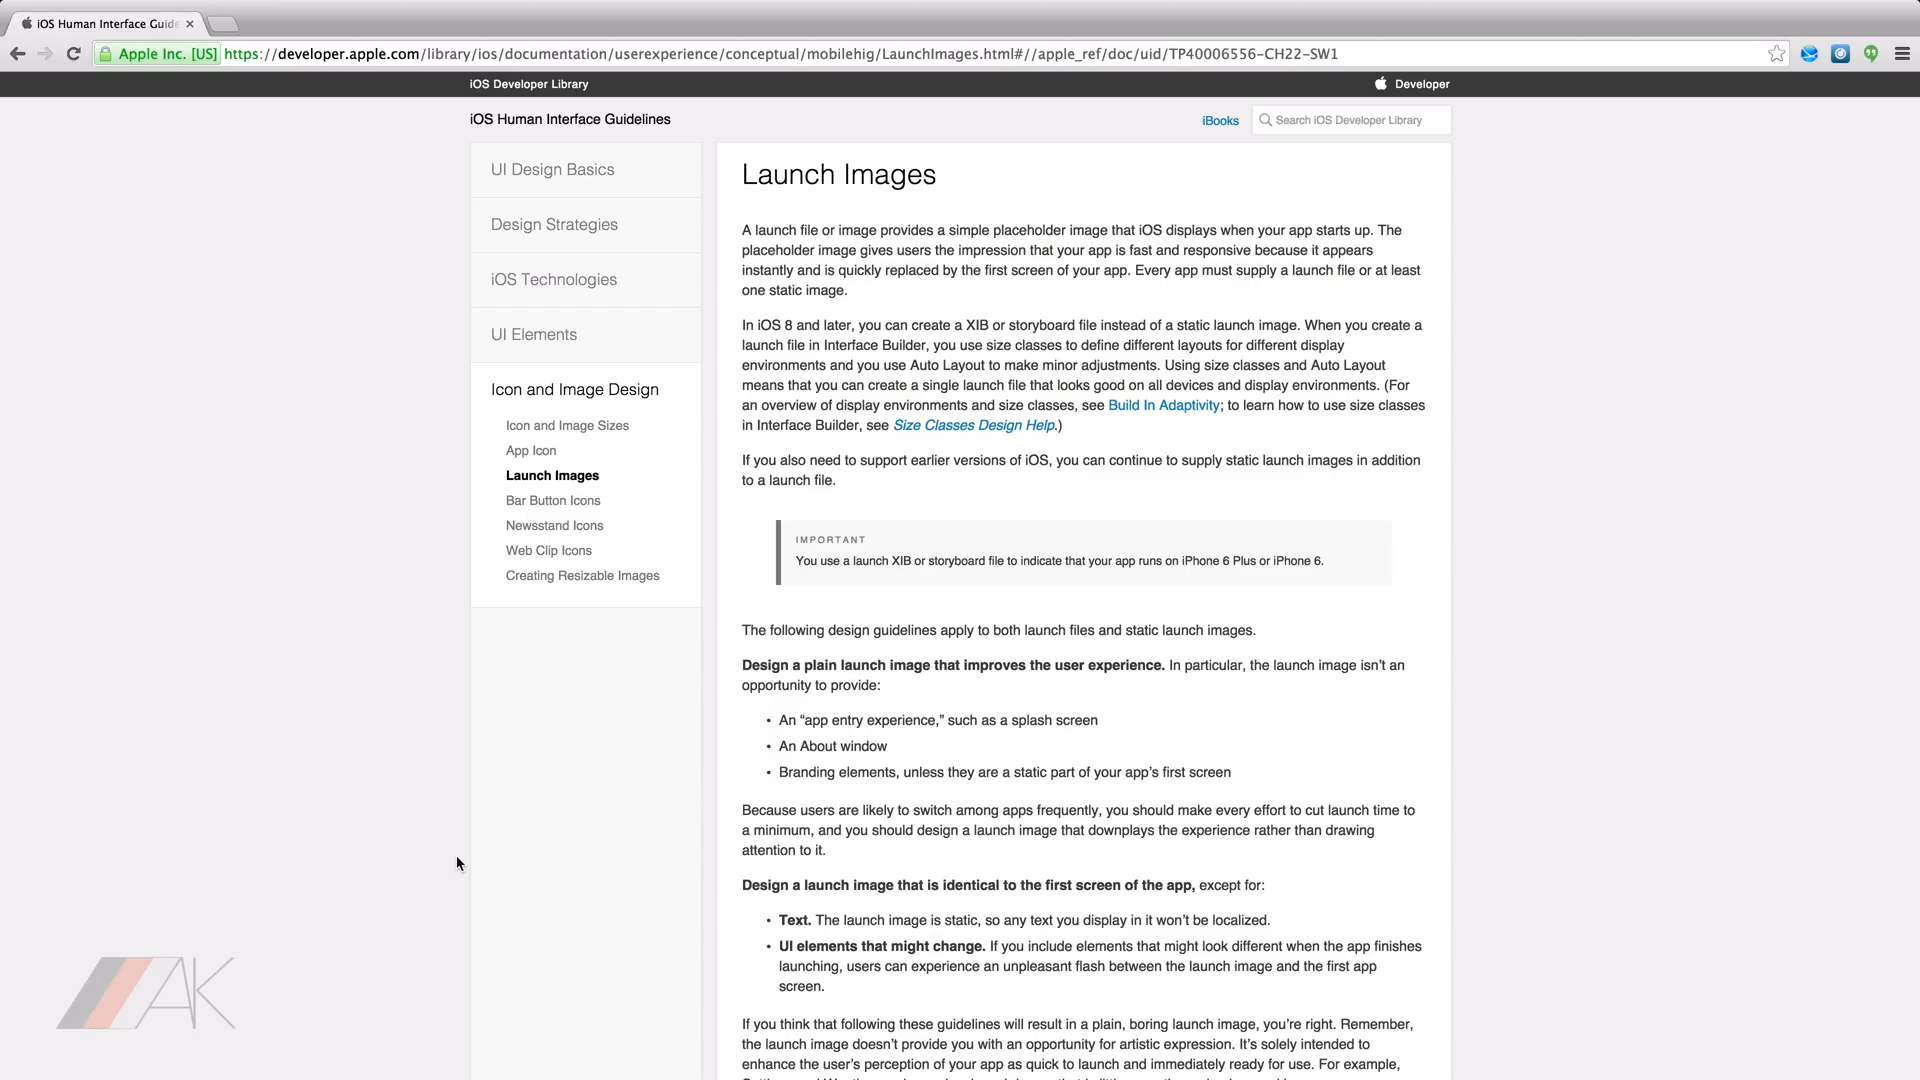 iOS Human Interface Guide
Apple Inc. [US] https://developer.apple.com/library/ios/documentation/userexperience/conceptual/mobilehig/LaunchImages.html#//apple_ref/doc/uid/TP40006556-CH22-SW1
iOS Developer Library
Developer
iOS Human Interface Guidelines
iBooks
Search iOS Developer Library
UI Design Basics
Design Strategies
iOS Technologies
UI Elements
Icon and Image Design
Icon and Image Sizes
App Icon
Launch Images
Bar Button Icons
Newsstand Icons
Web Clip Icons
Creating Resizable Images
Launch Images
A launch file or image provides a simple placeholder image that iOS displays when your app starts up. The
placeholder image gives users the impression that your app is fast and responsive because it appears
instantly and is quickly replaced by the first screen of your app. Every app must supply a launch file or at least
one static image.
In iOS 8 and later, you can create a XIB or storyboard file instead of a static launch image. When you create a
launch file in Interface Builder, you use size classes to define different layouts for different display
environments and you use Auto Layout to make minor adjustments. Using size classes and Auto Layout
means that you can create a single launch file that looks good on all devices and display environments. (For
an overview of display environments and size classes, see Build In Adaptivity; to learn how to use size classes
in Interface Builder, see Size Classes Design Help.)
If you also need to support earlier versions of iOS, you can continue to supply static launch images in addition
to a launch file.
IMPORTANT
You use a launch XIB or storyboard file to indicate that your app runs on iPhone 6 Plus or iPhone 6.
The following design guidelines apply to both launch files and static launch images.
Design a plain launch image that improves the user experience. In particular, the launch image isn’t an
opportunity to provide:
• An “app entry experience,” such as a splash screen
• An About window
• Branding elements, unless they are a static part of your app’s first screen
Because users are likely to switch among apps frequently, you should make every effort to cut launch time to
a minimum, and you should design a launch image that downplays the experience rather than drawing
attention to it.
Design a launch image that is identical to the first screen of the app, except for:
• Text. The launch image is static, so any text you display in it won’t be localized.
• UI elements that might change. If you include elements that might look different when the app finishes
launching, users can experience an unpleasant flash between the launch image and the first app
screen.
If you think that following these guidelines will result in a plain, boring launch image, you’re right. Remember,
the launch image doesn’t provide you with an opportunity for artistic expression. It’s solely intended to
enhance the user’s perception of your app as quick to launch and immediately ready for use. For example,
AK